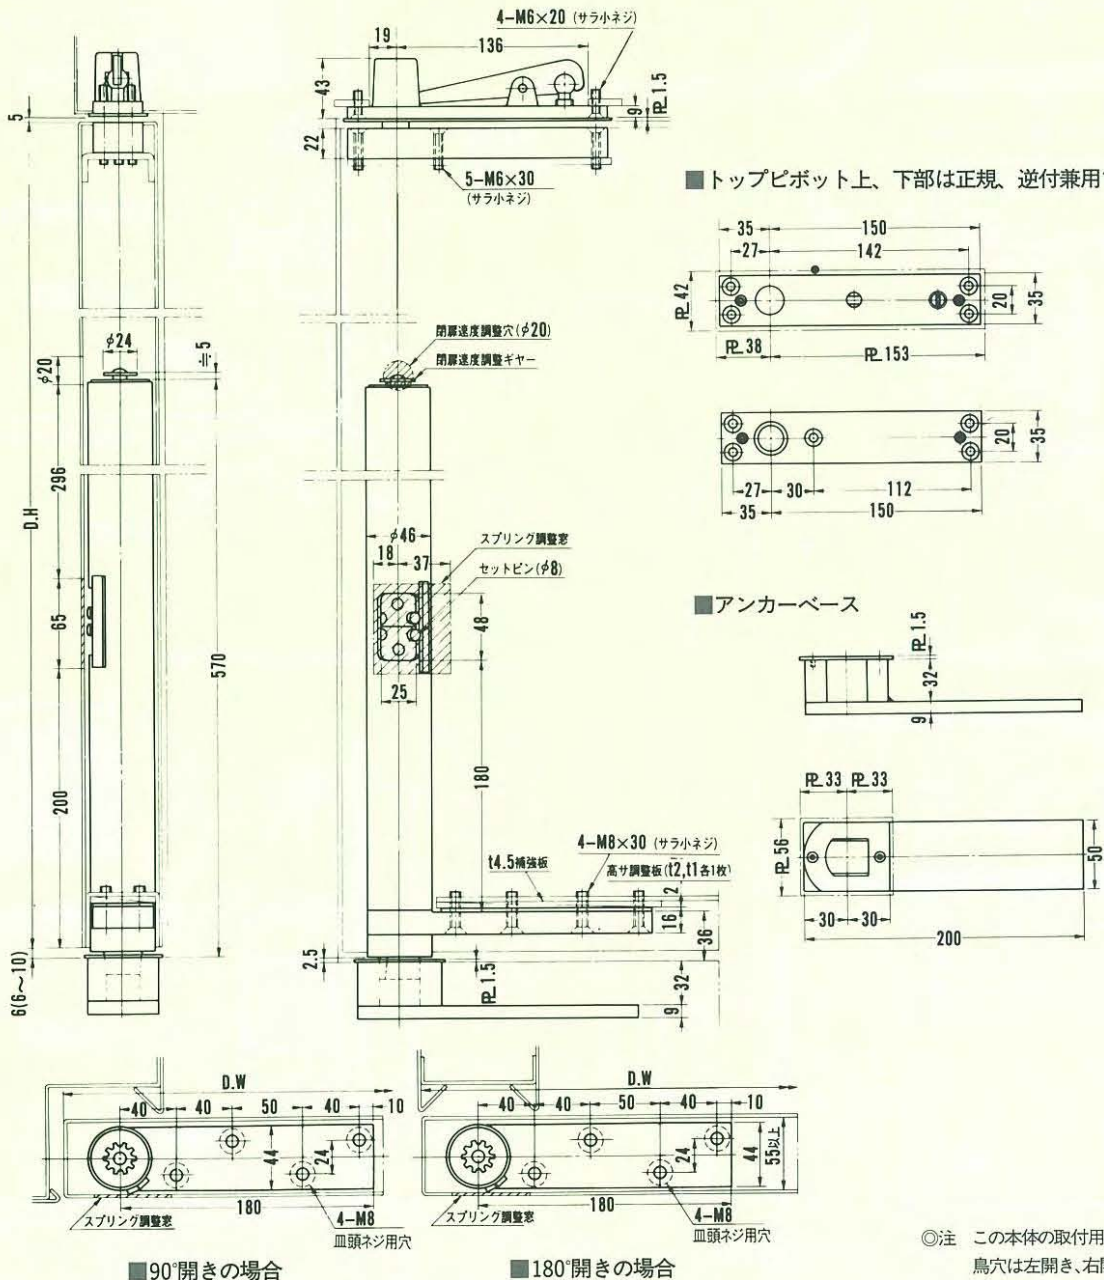 4-M6×20 (サラ小ネジ)
19
136
43
9
PL1.5
5
22
5-M6×30
(サラ小ネジ)
■トップピボット上、下部は正規、逆付兼用
35
150
27
142
PL42
20
35
PL38
PL153
20
35
27
30
112
35
150
φ24
≒5
φ20
閉扉速度調整穴(φ20)
閉扉速度調整ギヤー
296
D.H
φ46
スプリング調整窓
18
37
セットピン(φ8)
65
48
25
570
180
200
■アンカーベース
PL1.5
32
9
PL33
PL33
PL56
50
30
30
200
4-M8×30 (サラ小ネジ)
t4.5補強板
高サ調整板(t2,t1各1枚)
2
16
36
2.5
PL1.5
32
9
6(6〜10)
D.W
40
40
50
40
10
44
24
180
スプリング調整窓
4-M8
皿頭ネジ用穴
■90°開きの場合
D.W
40
40
50
40
10
24
44
55以上
180
スプリング調整窓
4-M8
皿頭ネジ用穴
■180°開きの場合
◎注 この本体の取付用
鳥穴は左開き、右